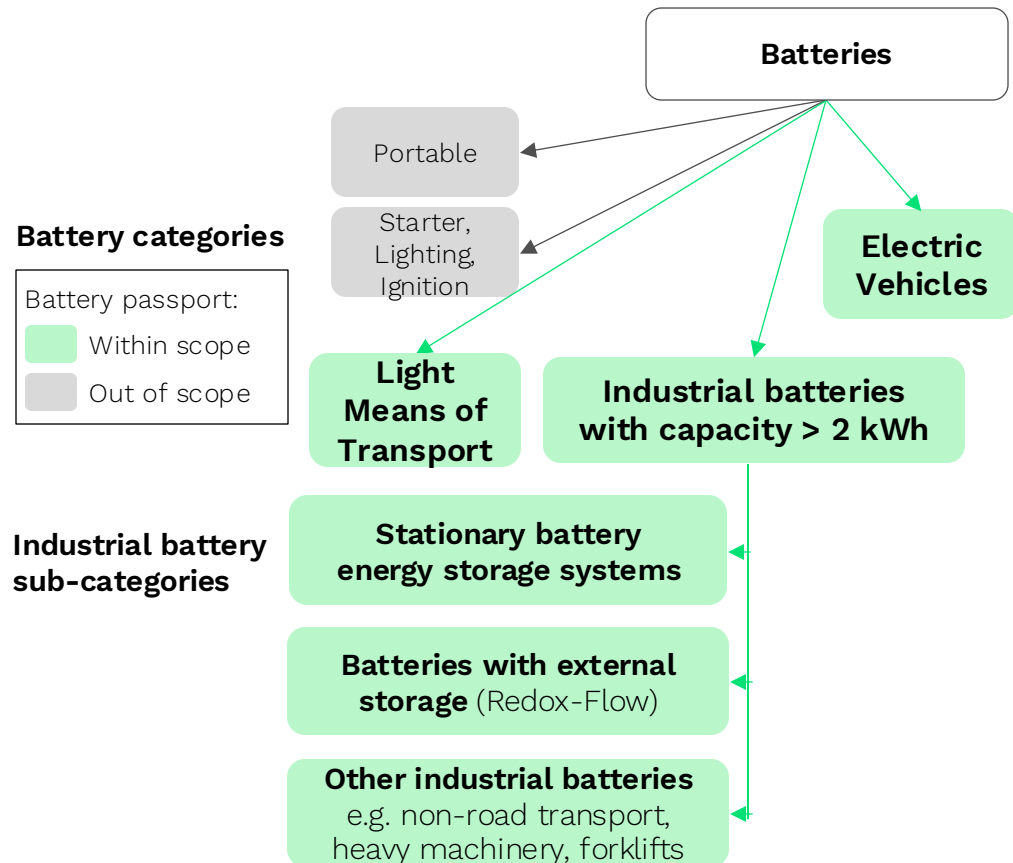 Batteries
Portable
Starter,
Lighting,
Ignition
Battery categories
Battery passport:
Within scope
Out of scope
Electric
Vehicles
Light
Means of
Transport
Industrial batteries
with capacity > 2 kWh
Industrial battery
sub-categories
Stationary battery
energy storage systems
Batteries with external
storage (Redox-Flow)
Other industrial batteries
e.g. non-road transport,
heavy machinery, forklifts